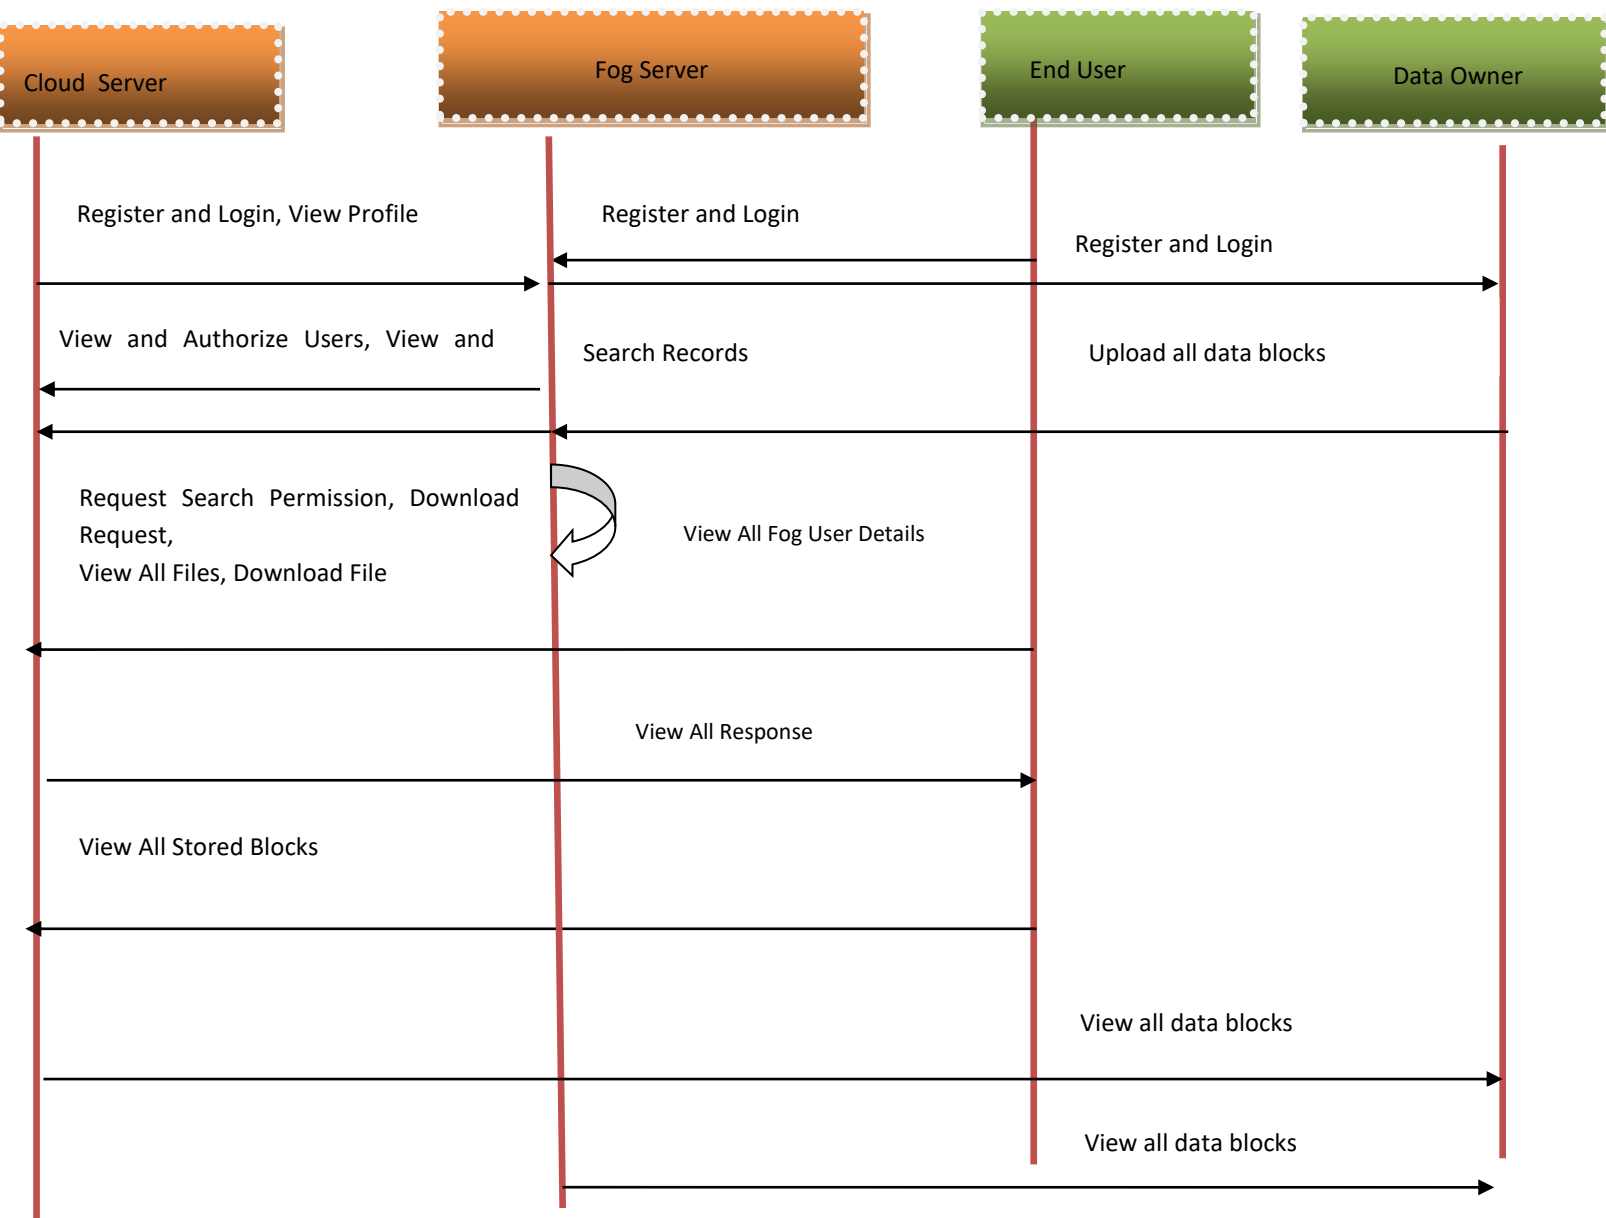 Cloud Server
Fog Server
End User
Data Owner
Register and Login, View Profile
Register and Login
Register and Login
View and Authorize Users, View and
Search Records
Upload all data blocks
Request Search Permission, Download
Request,
View All Files, Download File
View All Fog User Details
View All Response
View All Stored Blocks
View all data blocks
View all data blocks